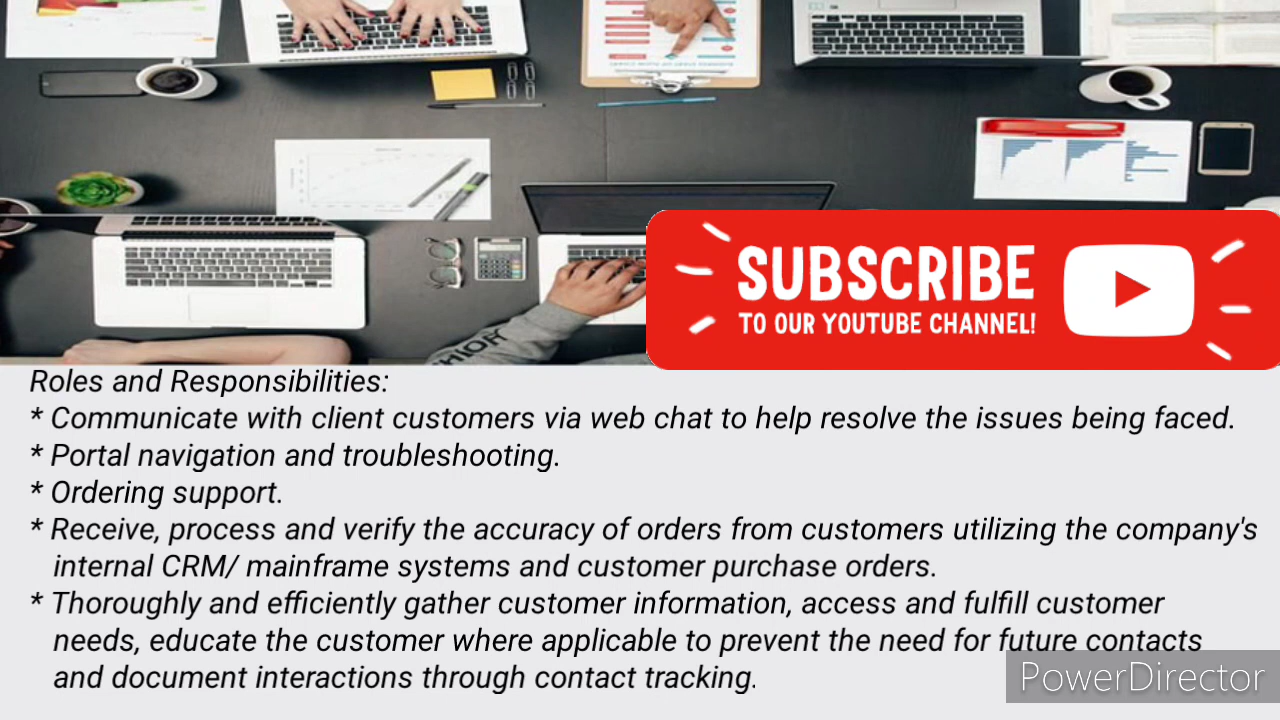 SUBSCRIBE
TO OUR YOUTUBE CHANNEL!
Roles and Responsibilities:
* Communicate with client customers via web chat to help resolve the issues being faced.
* Portal navigation and troubleshooting.
* Ordering support.
* Receive, process and verify the accuracy of orders from customers utilizing the company's
internal CRM/ mainframe systems and customer purchase orders.
* Thoroughly and efficiently gather customer information, access and fulfill customer
needs, educate the customer where applicable to prevent the need for future contacts
and document interactions through contact tracking.
PowerDirector